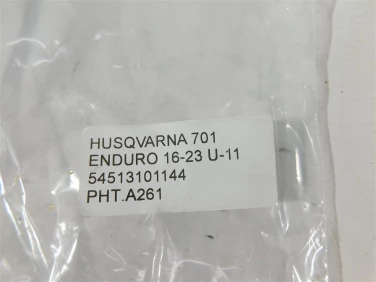 HUSQVARNA 701
ENDURO 16-23 U-11
54513101144
PHT.A261